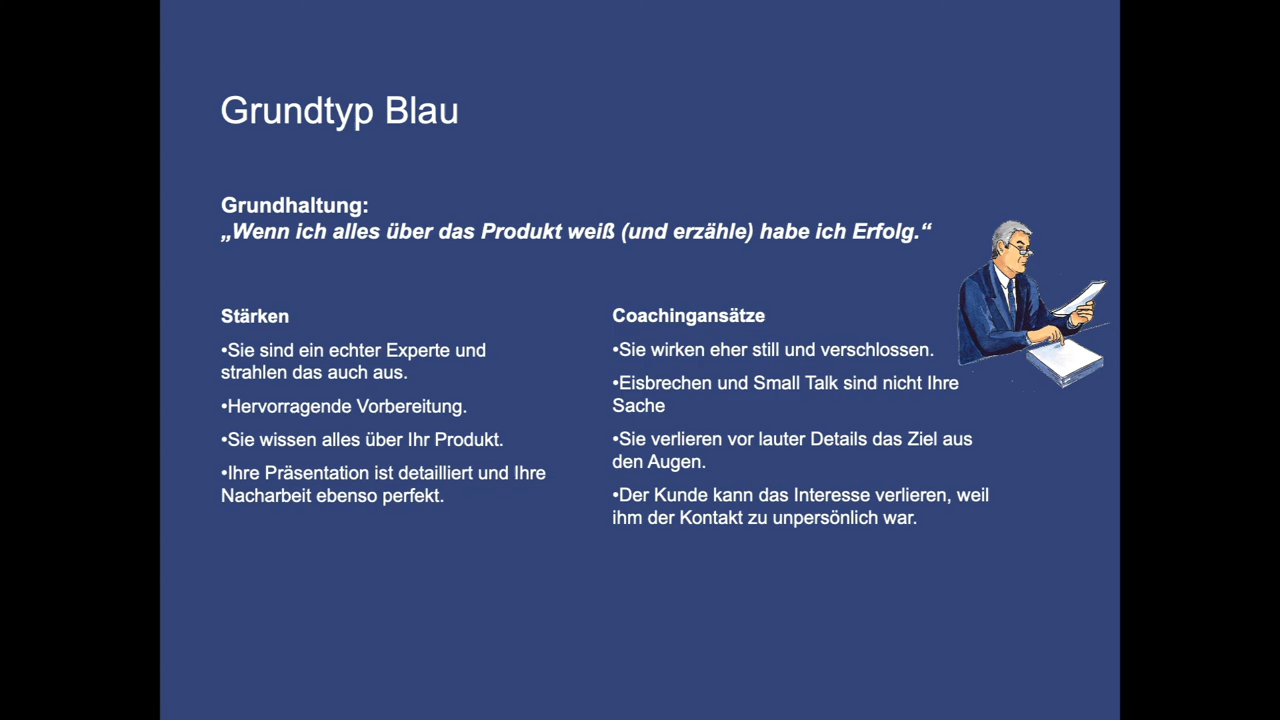 Grundtyp Blau
Grundhaltung:
„Wenn ich alles über das Produkt weiß (und erzähle) habe ich Erfolg.“
Stärken
•Sie sind ein echter Experte und
strahlen das auch aus.
•Hervorragende Vorbereitung.
•Sie wissen alles über Ihr Produkt.
•Ihre Präsentation ist detailliert und Ihre
Nacharbeit ebenso perfekt.
Coachingansätze
•Sie wirken eher still und verschlossen.
•Eisbrechen und Small Talk sind nicht Ihre
Sache
•Sie verlieren vor lauter Details das Ziel aus
den Augen.
•Der Kunde kann das Interesse verlieren, weil
ihm der Kontakt zu unpersönlich war.